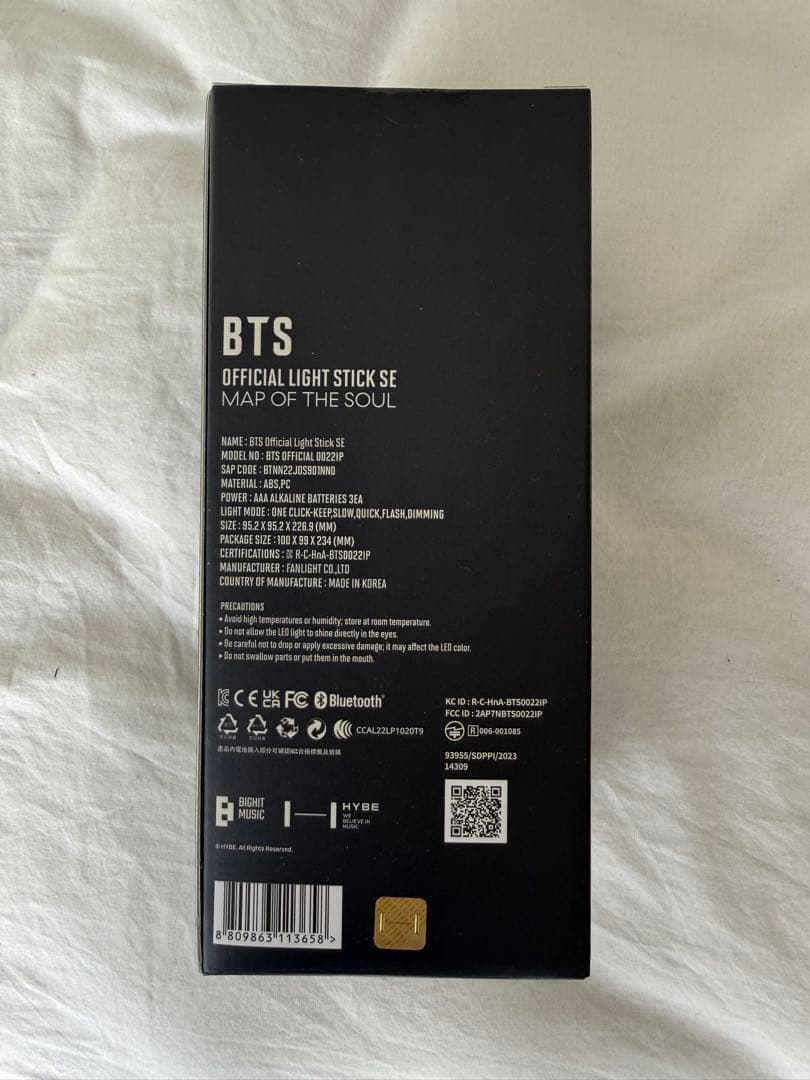 BTS
OFFICIAL LIGHT STICK SE
MAP OF THE SOUL
NAME : BTS Official Light Stick SE
MODEL NO : BTS OFFICIAL 0022IP
SAP CODE : BTNN22J0S901NN0
MATERIAL : ABS,PC
POWER : AAA ALKALINE BATTERIES 3EA
LIGHT MODE : ONE CLICK-KEEP,SLOW,QUICK,FLASH,DIMMING
SIZE : 95.2 X 95.2 X 226.9 (MM)
PACKAGE SIZE : 100 X 99 X 234 (MM)
CERTIFICATIONS : R-C-HnA-BTS0022IP
MANUFACTURER : FANLIGHT CO.,LTD
COUNTRY OF MANUFACTURE : MADE IN KOREA
PRECAUTIONS
• Avoid high temperatures or humidity; store at room temperature.
• Do not allow the LED light to shine directly in the eyes.
• Be careful not to drop or apply excessive damage; it may affect the LED color.
• Do not swallow parts or put them in the mouth.
CE UK CA FC Bluetooth®
CCAL22LP1020T9
KC ID : R-C-HnA-BTS0022IP
FCC ID : 2AP7NBTS0022IP
R 006-001085
93955/SDPPI/2023
14309
BIGHIT
MUSIC
HYBE
WE
BELIEVE IN
MUSIC
© HYBE. All Rights Reserved.
8 809863 113658 >